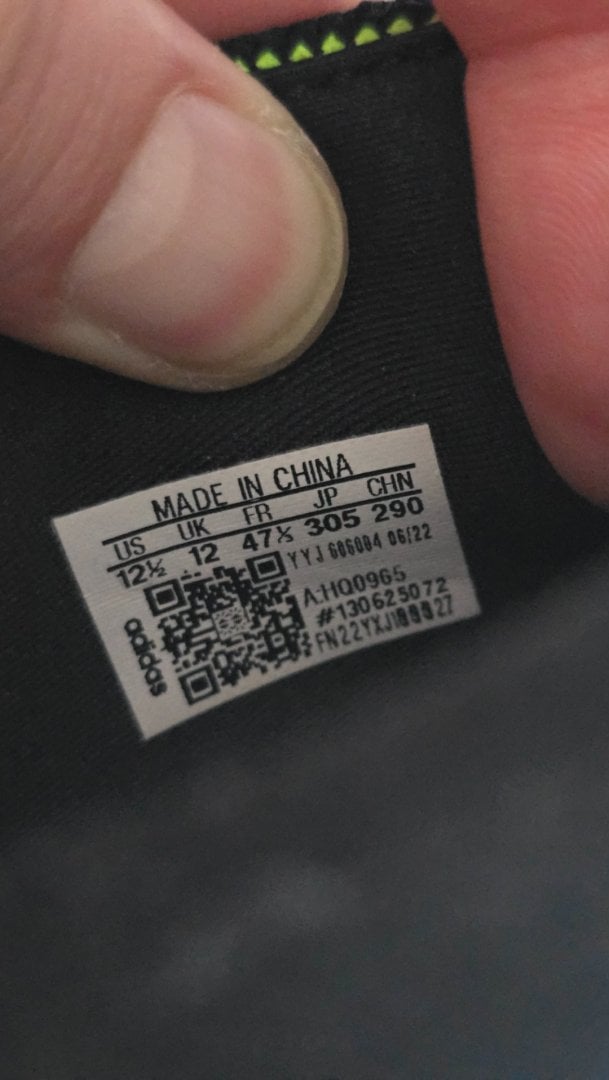 MADE IN CHINA
US UK FR JP CHN
12½ 12 47⅓ 305 290
YYJ 606004 06/22
A:HQ0965
#130625072
adidas